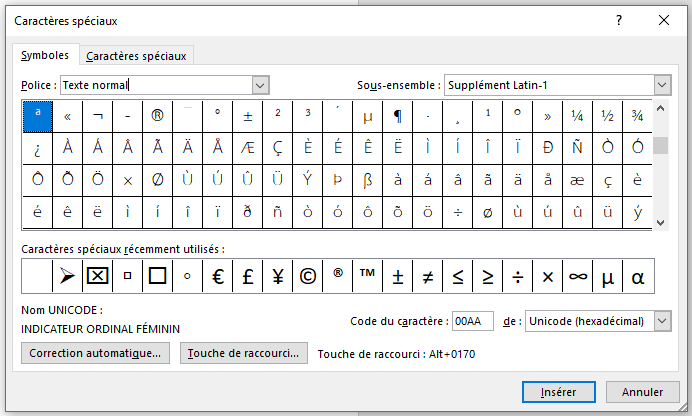 Caractères spéciaux
Symboles Caractères spéciaux
Police : Texte normal Sous-ensemble : Supplément Latin-1
ª « ¬ - ® ¯ ° ± ² ³ ´ µ ¶ · ¸ ¹ º » ¼ ½ ¾
¿ À Á Â Ã Ä Å Æ Ç È É Ê Ë Ì Í Î Ï Ð Ñ Ò Ó
Ô Õ Ö × Ø Ù Ú Û Ü Ý Þ ß à á â ã ä å æ ç è
é ê ë ì í î ï ð ñ ò ó ô õ ö ÷ ø ù ú û ü ý
Caractères spéciaux récemment utilisés :
➢ ☒ ▫ □ ◦ € £ ¥ © ® ™ ± ≠ ≤ ≥ ÷ × ∞ µ α
Nom UNICODE :
INDICATEUR ORDINAL FÉMININ
Code du caractère : 00AA de : Unicode (hexadécimal)
Correction automatique... Touche de raccourci... Touche de raccourci : Alt+0170
Insérer Annuler